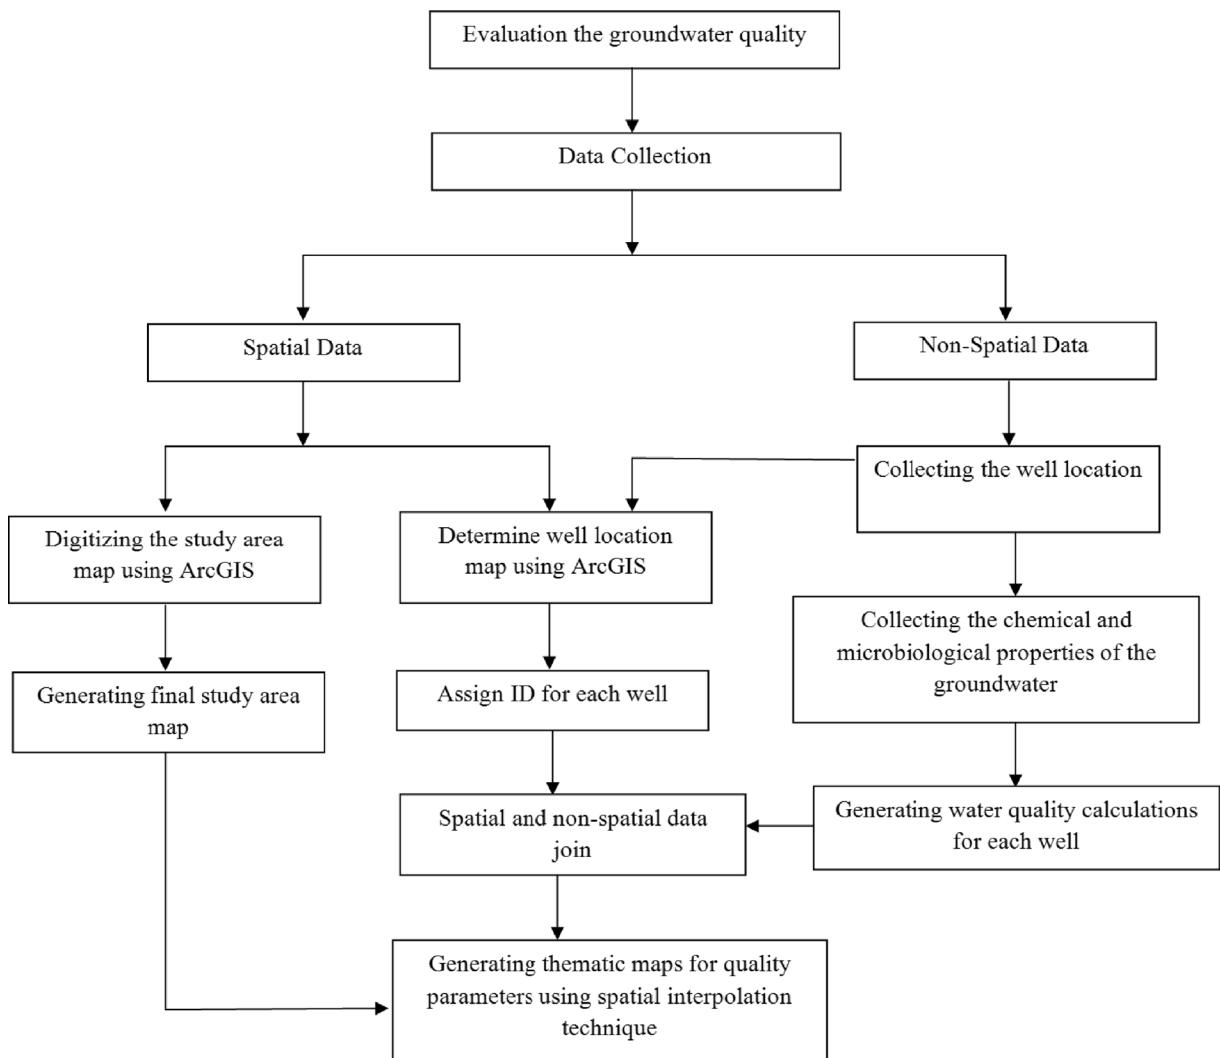 Evaluation the groundwater quality
Data Collection
Spatial Data
Non-Spatial Data
Collecting the well location
Digitizing the study area
map using ArcGIS
Determine well location
map using ArcGIS
Collecting the chemical and
microbiological properties of the
groundwater
Generating final study area
map
Assign ID for each well
Spatial and non-spatial data
join
Generating water quality calculations
for each well
Generating thematic maps for quality
parameters using spatial interpolation
technique